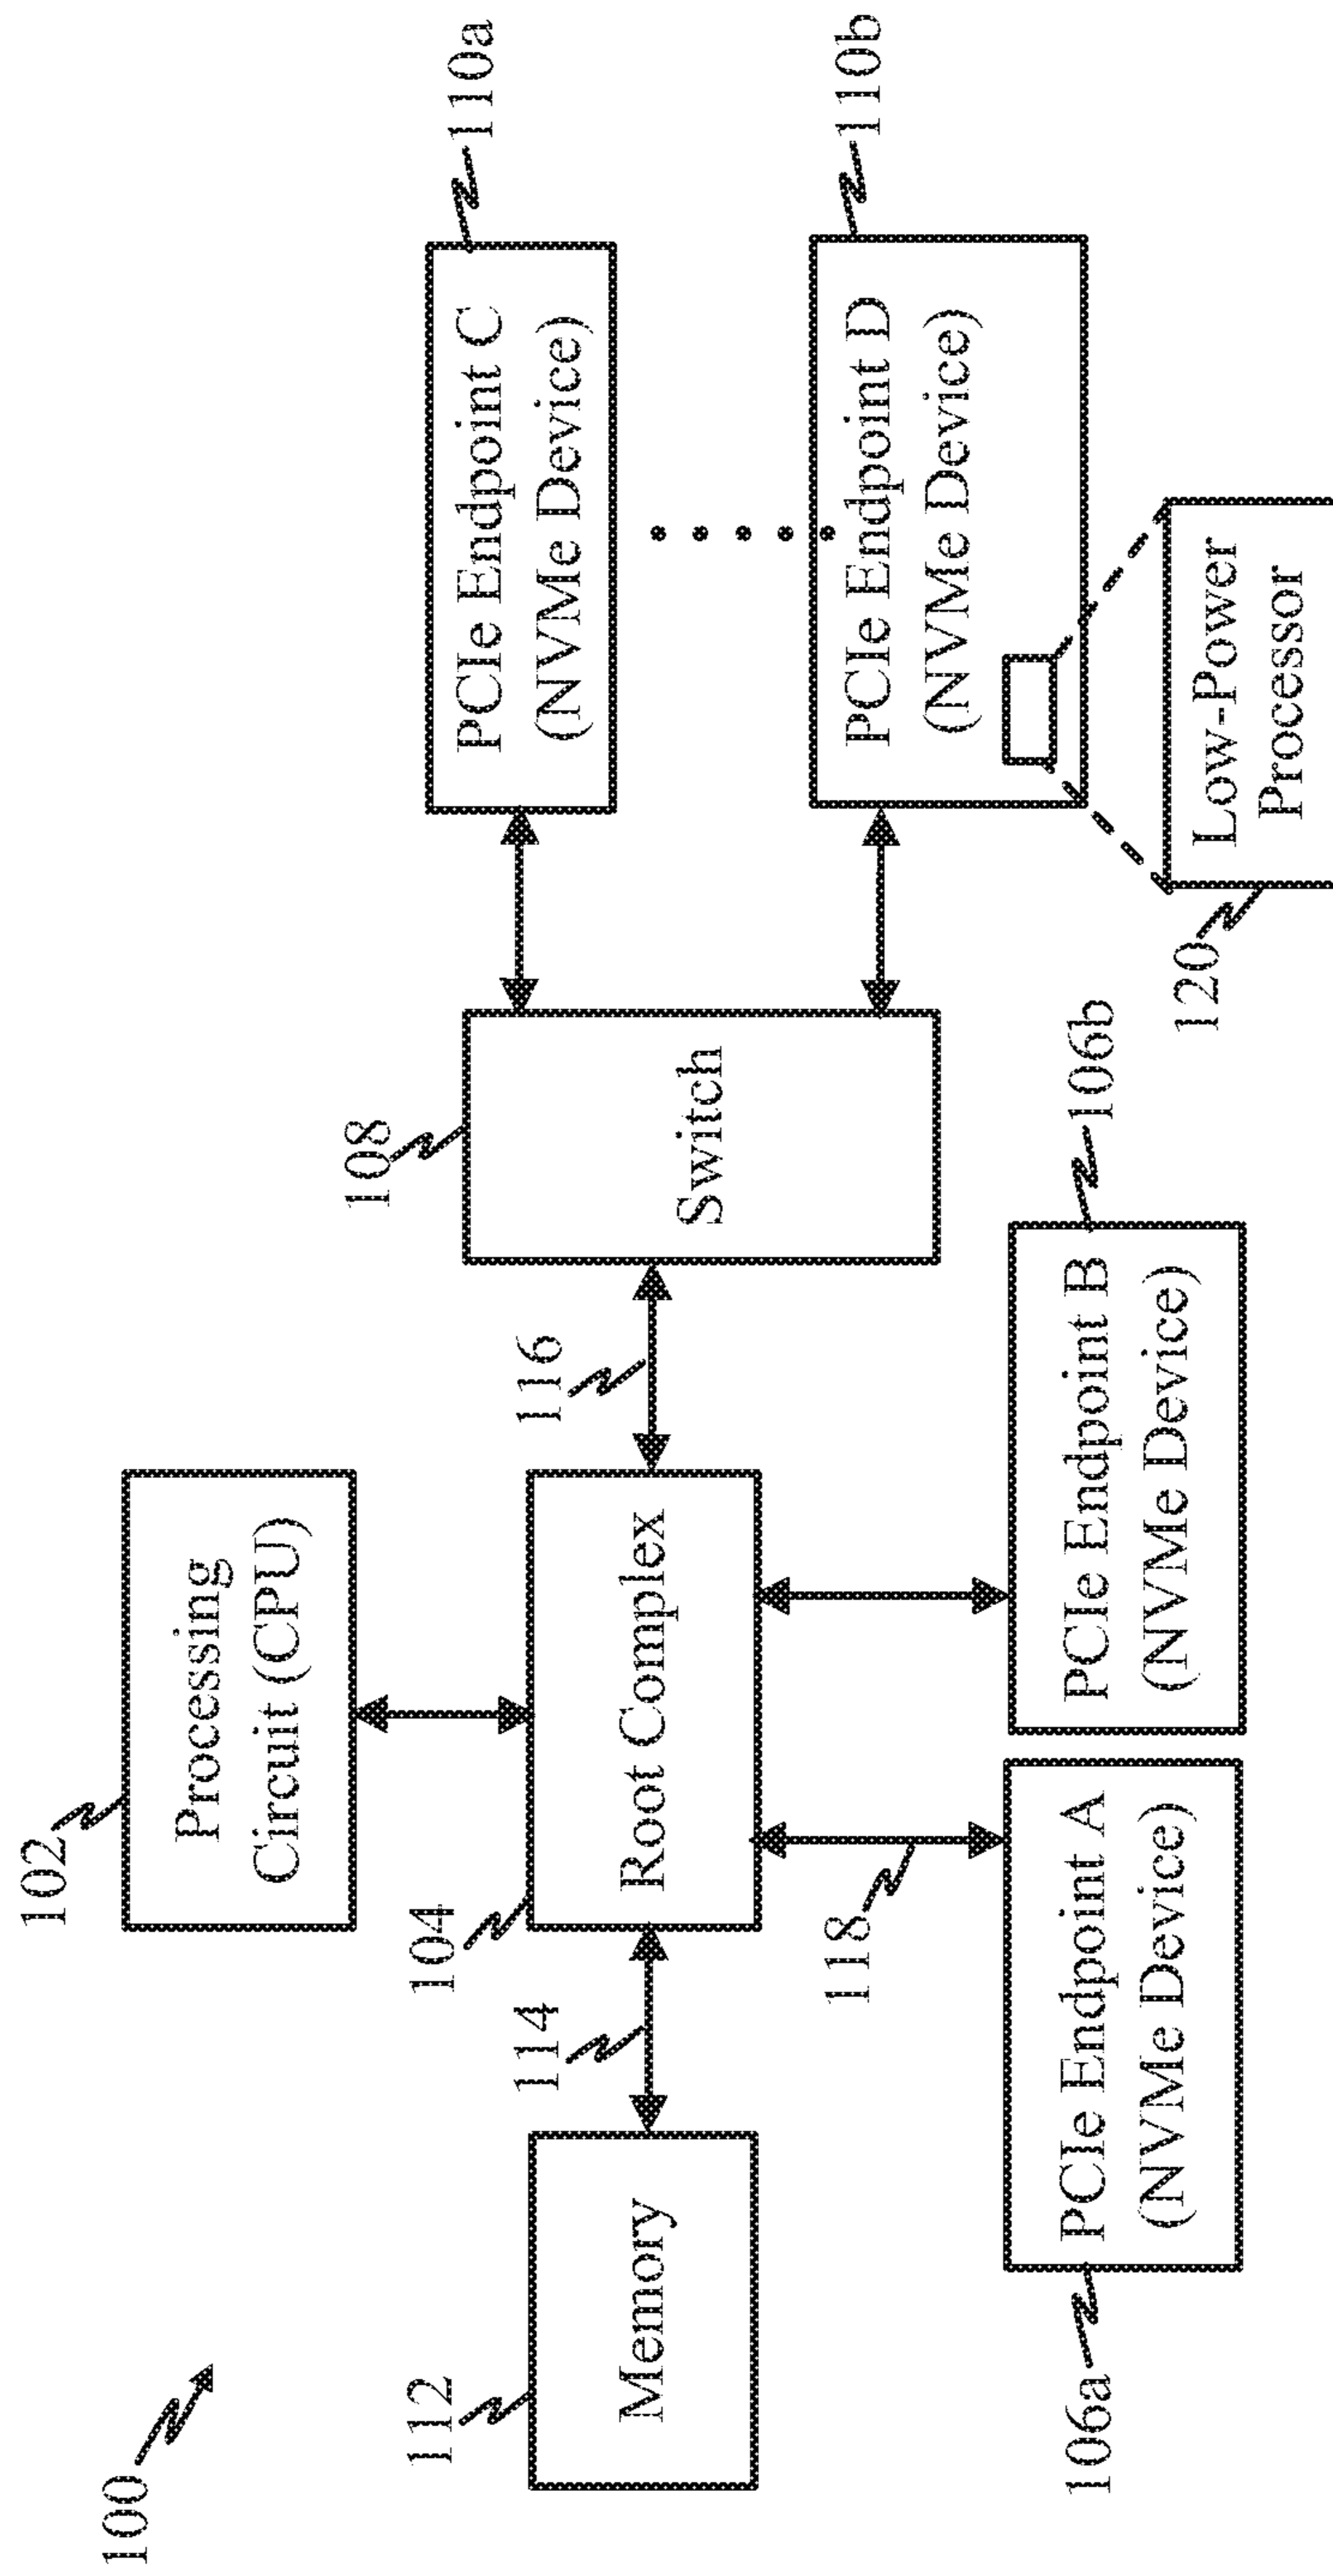 100
102
Processing
Circuit (CPU)
112
Memory
114
104
Root Complex
116
108
Switch
PCIe Endpoint C
(NVMe Device)
110a
PCIe Endpoint D
(NVMe Device)
110b
118
106a
PCIe Endpoint A
(NVMe Device)
PCIe Endpoint B
(NVMe Device)
106b
120
Low-Power
Processor